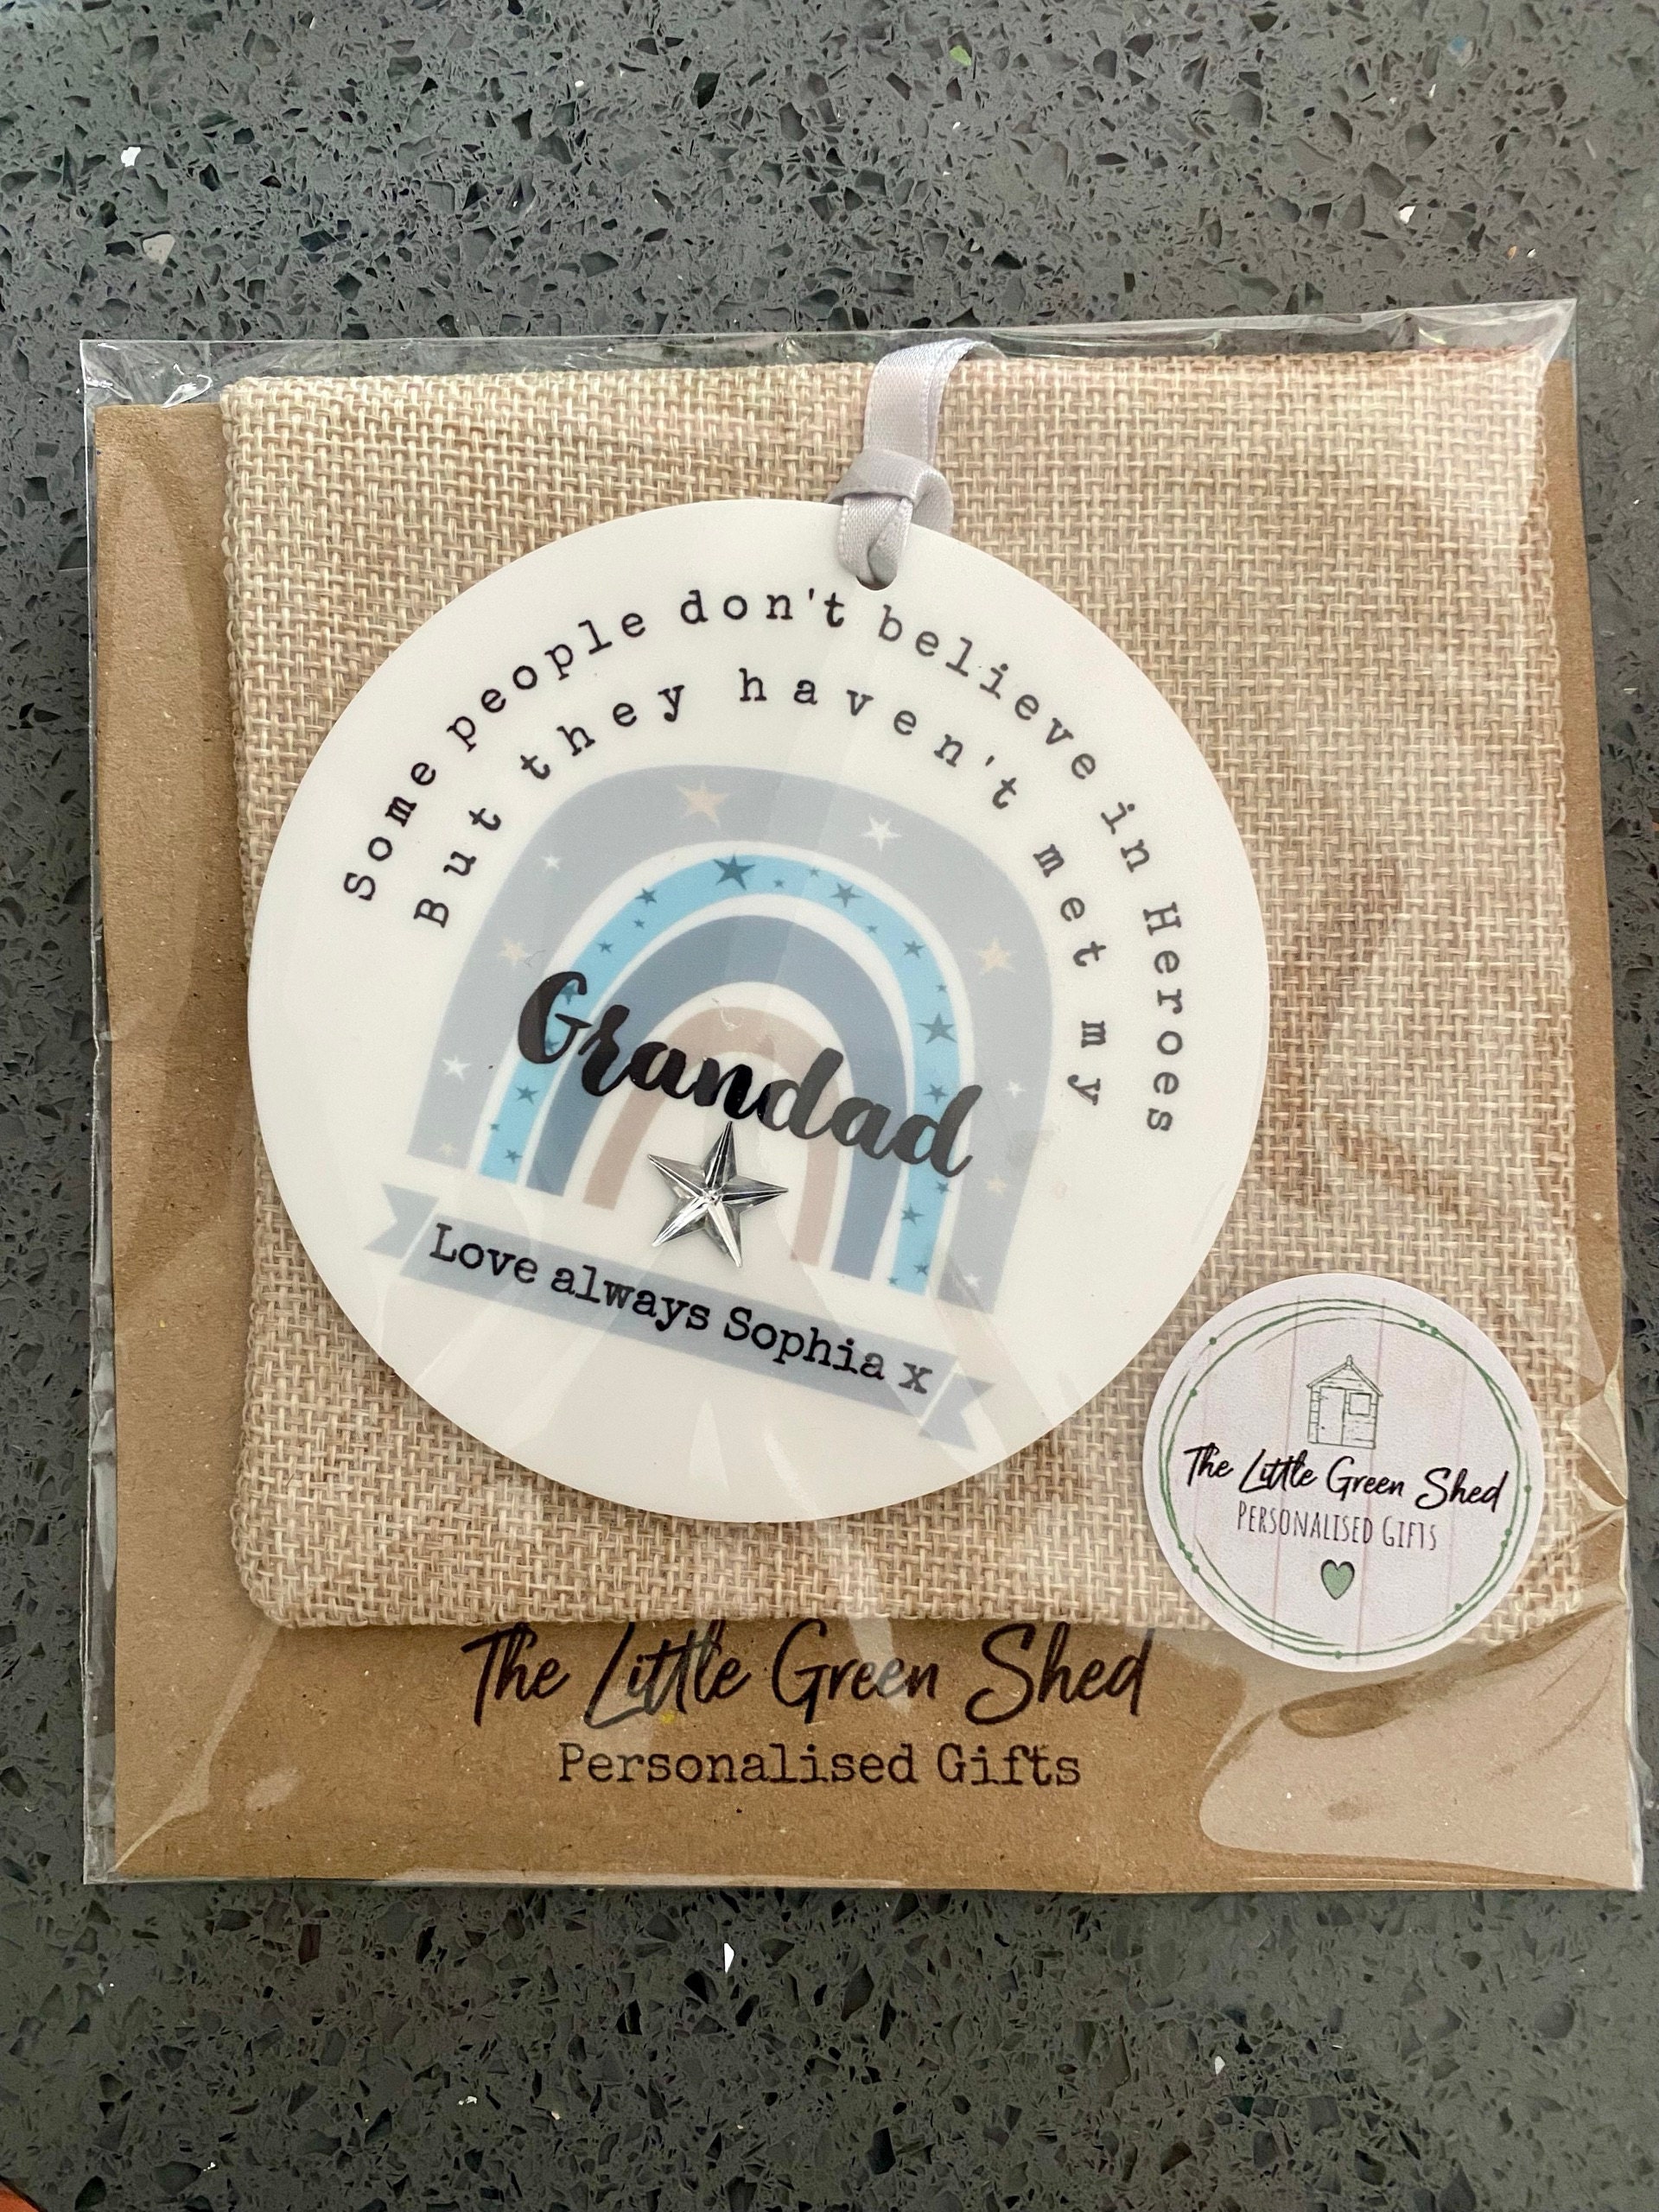 Some people don't believe in Heroes
But they haven't met my
Grandad
Love always Sophia x
The Little Green Shed
Personalised Gifts
The Little Green Shed
Personalised Gifts